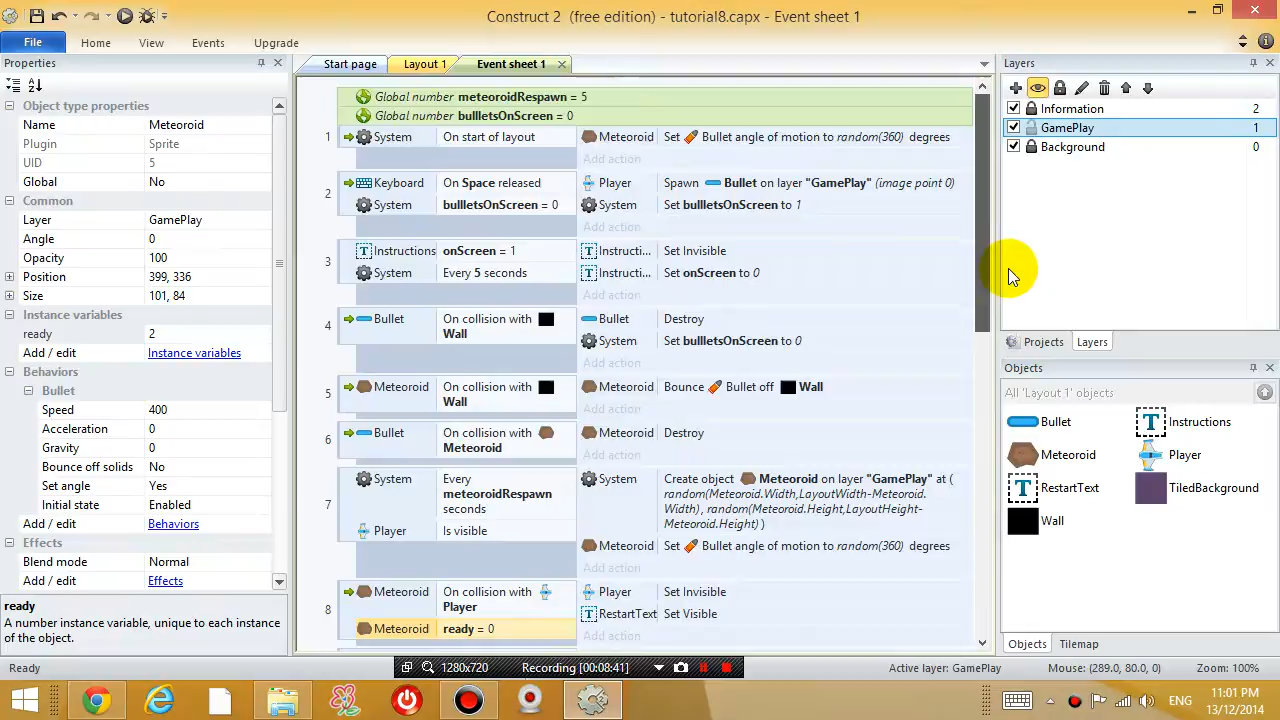 Construct 2  (free edition) - tutorial8.capx - Event sheet 1
File Home View Events Upgrade
Properties
Object type properties
Name Meteoroid
Plugin Sprite
UID 5
Global No
Common
Layer GamePlay
Angle 0
Opacity 100
Position 399, 336
Size 101, 84
Instance variables
ready 2
Add / edit Instance variables
Behaviors
Bullet
Speed 400
Acceleration 0
Gravity 0
Bounce off solids No
Set angle Yes
Initial state Enabled
Add / edit Behaviors
Effects
Blend mode Normal
Add / edit Effects
ready
A number instance variable, unique to each instance
of the object.
Start page Layout 1 Event sheet 1
Global number meteoroidRespawn = 5
Global number bullletsOnScreen = 0
1 System On start of layout Meteoroid Set Bullet angle of motion to random(360) degrees
Add action
2 Keyboard On Space released Player Spawn Bullet on layer "GamePlay" (image point 0)
System bullletsOnScreen = 0 System Set bullletsOnScreen to 1
Add action
3 Instructions onScreen = 1 Instructi... Set Invisible
System Every 5 seconds Instructi... Set onScreen to 0
Add action
4 Bullet On collision with Wall Bullet Destroy
System Set bullletsOnScreen to 0
Add action
5 Meteoroid On collision with Wall Meteoroid Bounce Bullet off Wall
Add action
6 Bullet On collision with Meteoroid Meteoroid Destroy
Add action
7 System Every meteoroidRespawn seconds System Create object Meteoroid on layer "GamePlay" at (
random(Meteoroid.Width,LayoutWidth-Meteoroid.
Width) , random(Meteoroid.Height,LayoutHeight-
Meteoroid.Height) )
Player Is visible Meteoroid Set Bullet angle of motion to random(360) degrees
Add action
8 Meteoroid On collision with Player Player Set Invisible
RestartText Set Visible
Meteoroid ready = 0 Add action
Layers
Information 2
GamePlay 1
Background 0
Projects Layers
Objects
All 'Layout 1' objects
Bullet Instructions
Meteoroid Player
RestartText TiledBackground
Wall
Objects Tilemap
Ready 1280x720 Recording [00:08:41] Active layer: GamePlay Mouse: (289.0, 80.0, 0) Zoom: 100%
ENG
11:01 PM
13/12/2014